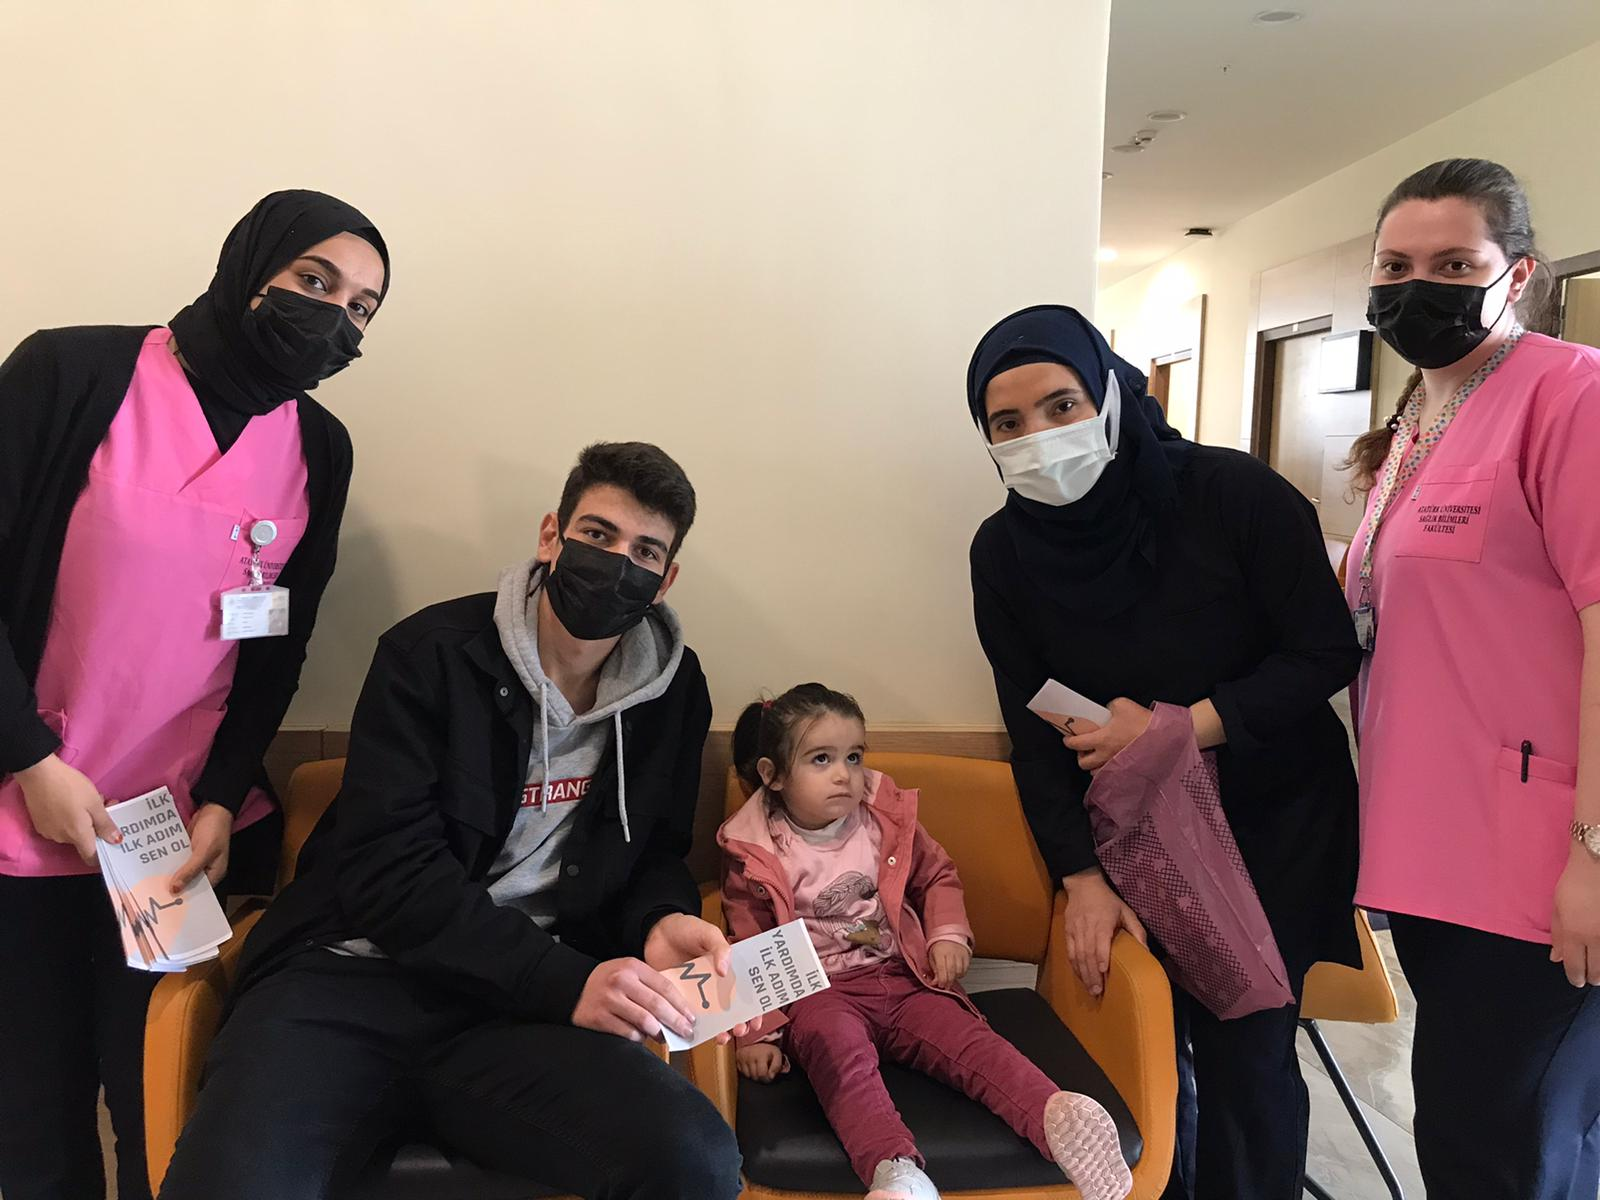 İLK
YARDIMDA
İLK ADIM
SEN OL
STRANG
İLK
YARDIMDA
İLK ADIM
SEN OL
ATATÜRK ÜNİVERSİTESİ
SAĞLIK BİLİMLERİ
FAKÜLTESİ